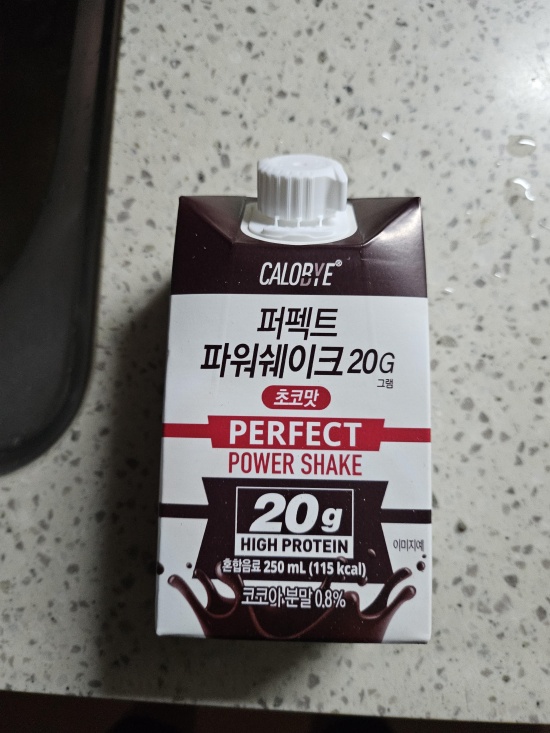 CALOBYE®
퍼펙트
파워쉐이크 20G
그램
초코맛
PERFECT
POWER SHAKE
20g
HIGH PROTEIN
이미지예
혼합음료 250 mL (115 kcal)
코코아분말 0.8%